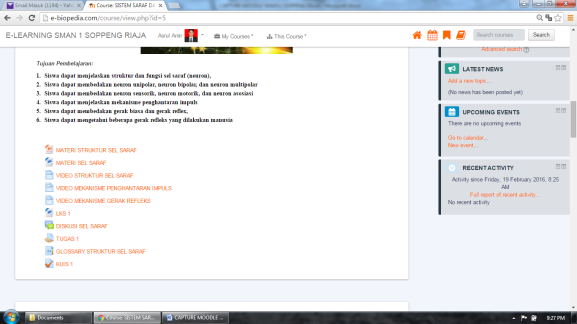 Email Masuk (1194) - Yaho
Course: SISTEM SARAF DA
e-biopedia.com/course/view.php?id=5
E-LEARNING SMAN 1 SOPPENG RIAJA
Asrul Amir
My Courses
This Course
Search courses
Search
Advanced search
Tujuan Pembelajaran:
1. Siswa dapat menjelaskan struktur dan fungsi sel saraf (neuron),
2. Siswa dapat membedakan neuron unipolar, neuron bipolar, dan neuron multipolar
3. Siswa dapat membedakan neuron sensorik, neuron motorik, dan neuron asosiasi
4. Siswa dapat menjelaskan mekanisme penghantaran impuls
5. Siswa dapat membedakan gerak biasa dan gerak refleks,
6. Siswa dapat mengetahui beberapa gerak refleks yang dilakukan manusia
MATERI STRUKTUR SEL SARAF
MATERI SEL SARAF
VIDEO STRUKTUR SEL SARAF
VIDEO MEKANISME PENGHANTARAN IMPULS
VIDEO MEKANISME GERAK REFLEKS
LKS 1
DISKUSI SEL SARAF
TUGAS 1
GLOSSARY STRUKTUR SEL SARAF
KUIS 1
LATEST NEWS
Add a new topic...
(No news has been posted yet)
UPCOMING EVENTS
There are no upcoming events
Go to calendar...
New event...
RECENT ACTIVITY
Activity since Friday, 19 February 2016, 8:25
AM
Full report of recent activity...
No recent activity
Documents
Course: SISTEM SAR...
CAPTURE MOODLE ...
9:27 PM